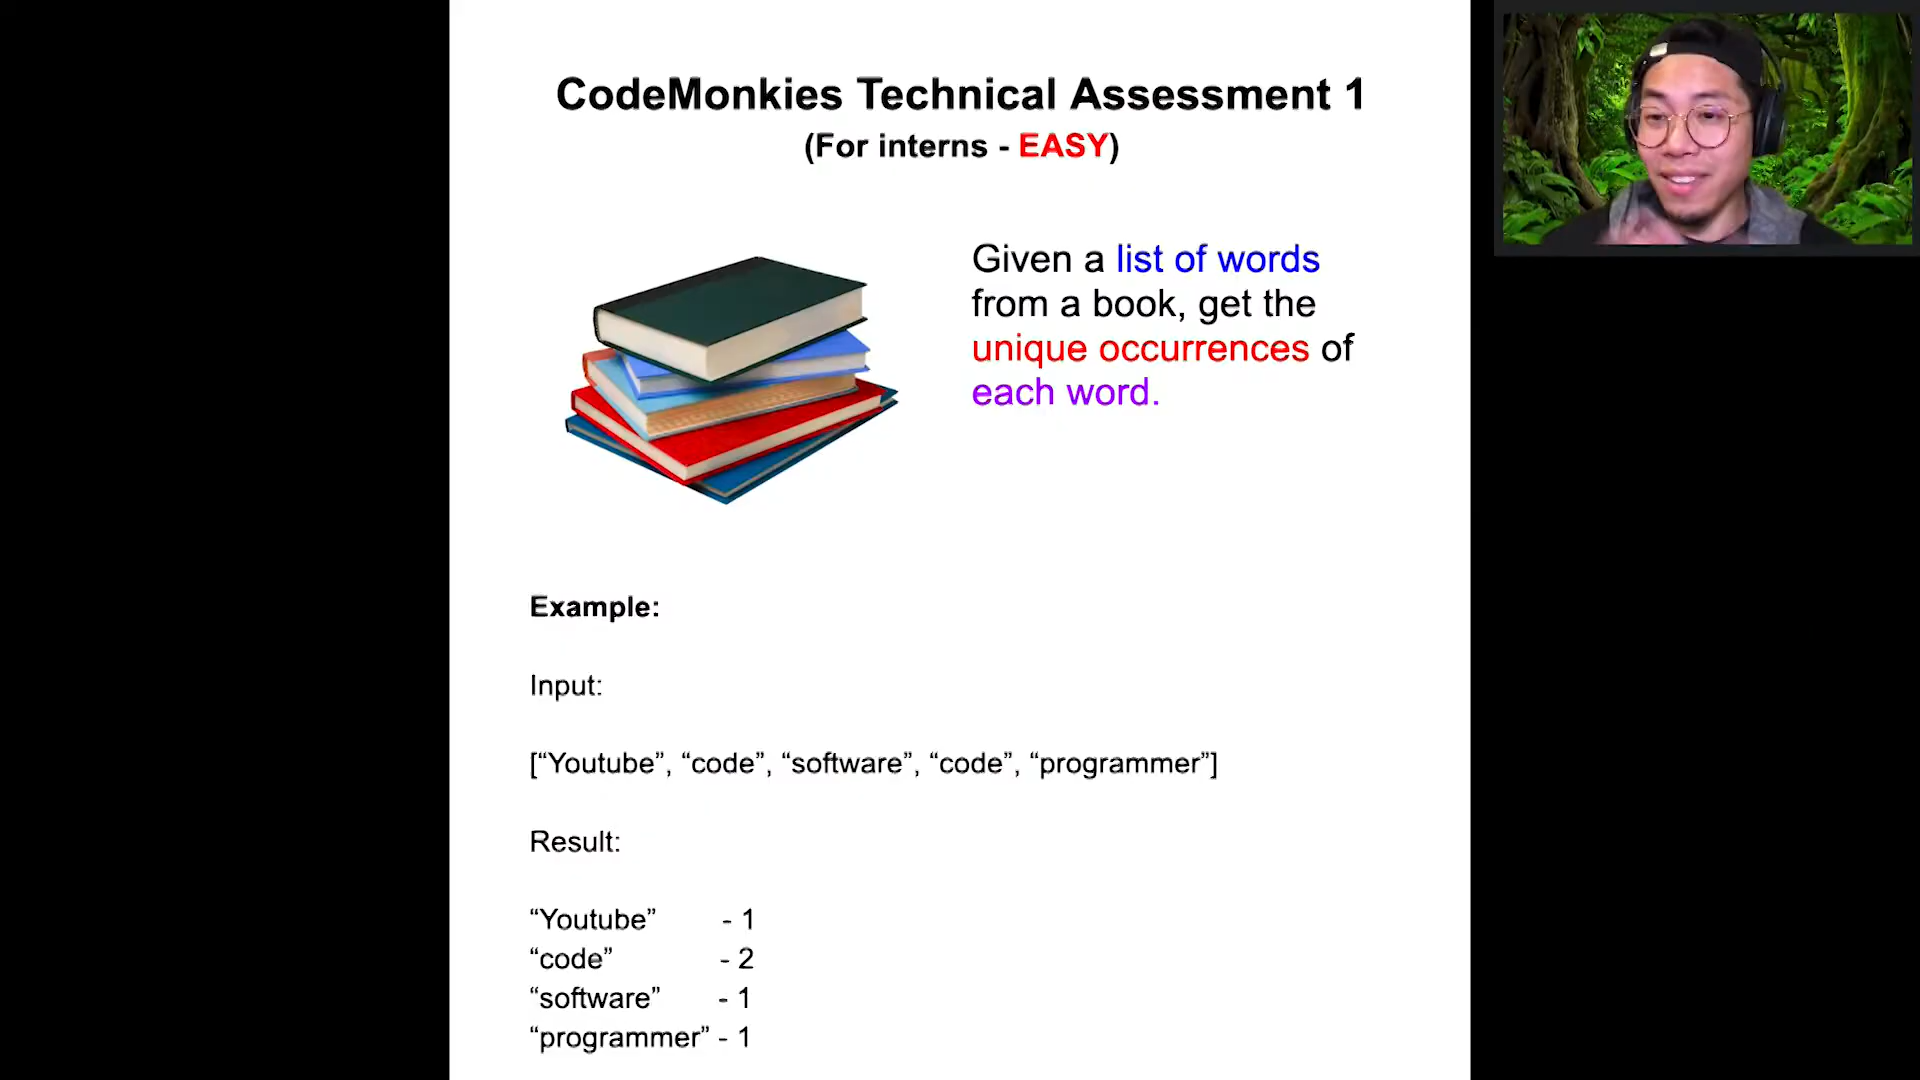 CodeMonkies Technical Assessment 1
(For interns - EASY)
Given a list of words
from a book, get the
unique occurrences of
each word.
Example:
Input:
[“Youtube”, “code”, “software”, “code”, “programmer”]
Result:
“Youtube” - 1
“code” - 2
“software” - 1
“programmer” - 1